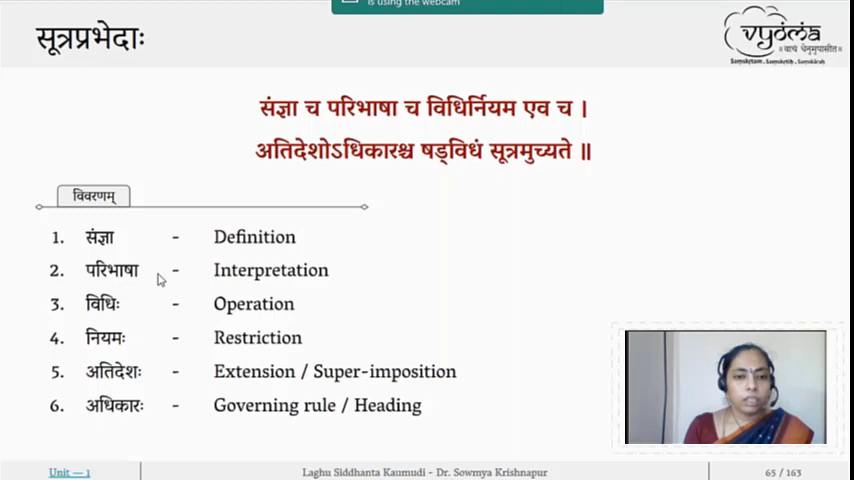 is using the webcam
सूत्रप्रभेदाः
vyoma
॥वाचं धेनुमुपासीत॥
Saṃskṛtam. Saṃskṛtiḥ. Saṃskāraḥ
संज्ञा च परिभाषा च विधिर्नियम एव च ।
अतिदेशोऽधिकारश्च षड्विधं सूत्रमुच्यते ॥
विवरणम्
1. संज्ञा - Definition
2. परिभाषा - Interpretation
3. विधिः - Operation
4. नियमः - Restriction
5. अतिदेशः - Extension / Super-imposition
6. अधिकारः - Governing rule / Heading
Unit — 1 Laghu Siddhanta Kaumudi - Dr. Sowmya Krishnapur 65 / 163